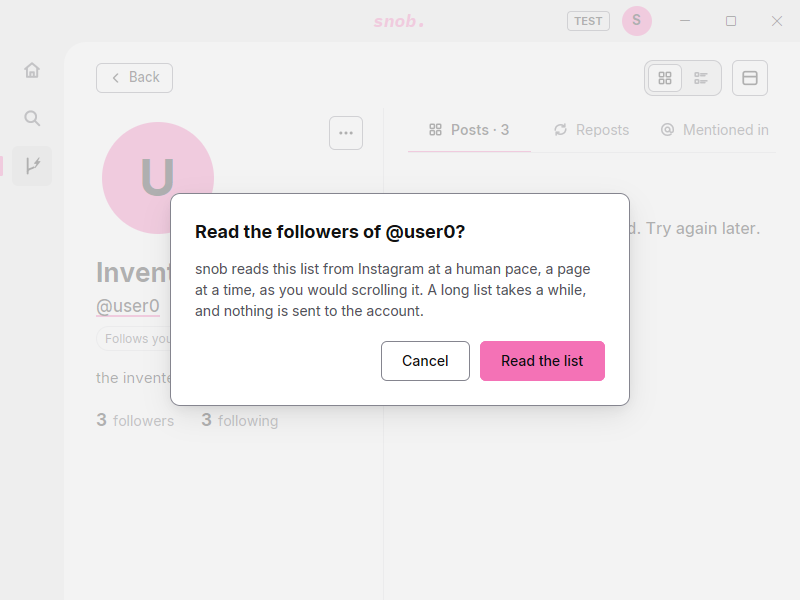 snob.
TEST
S
Back
Posts · 3
Reposts
Mentioned in
U
d. Try again later.
Read the followers of @user0?
snob reads this list from Instagram at a human pace, a page
at a time, as you would scrolling it. A long list takes a while,
and nothing is sent to the account.
Cancel
Read the list
Invent
@user0
Follows you
the invente
3 followers
3 following